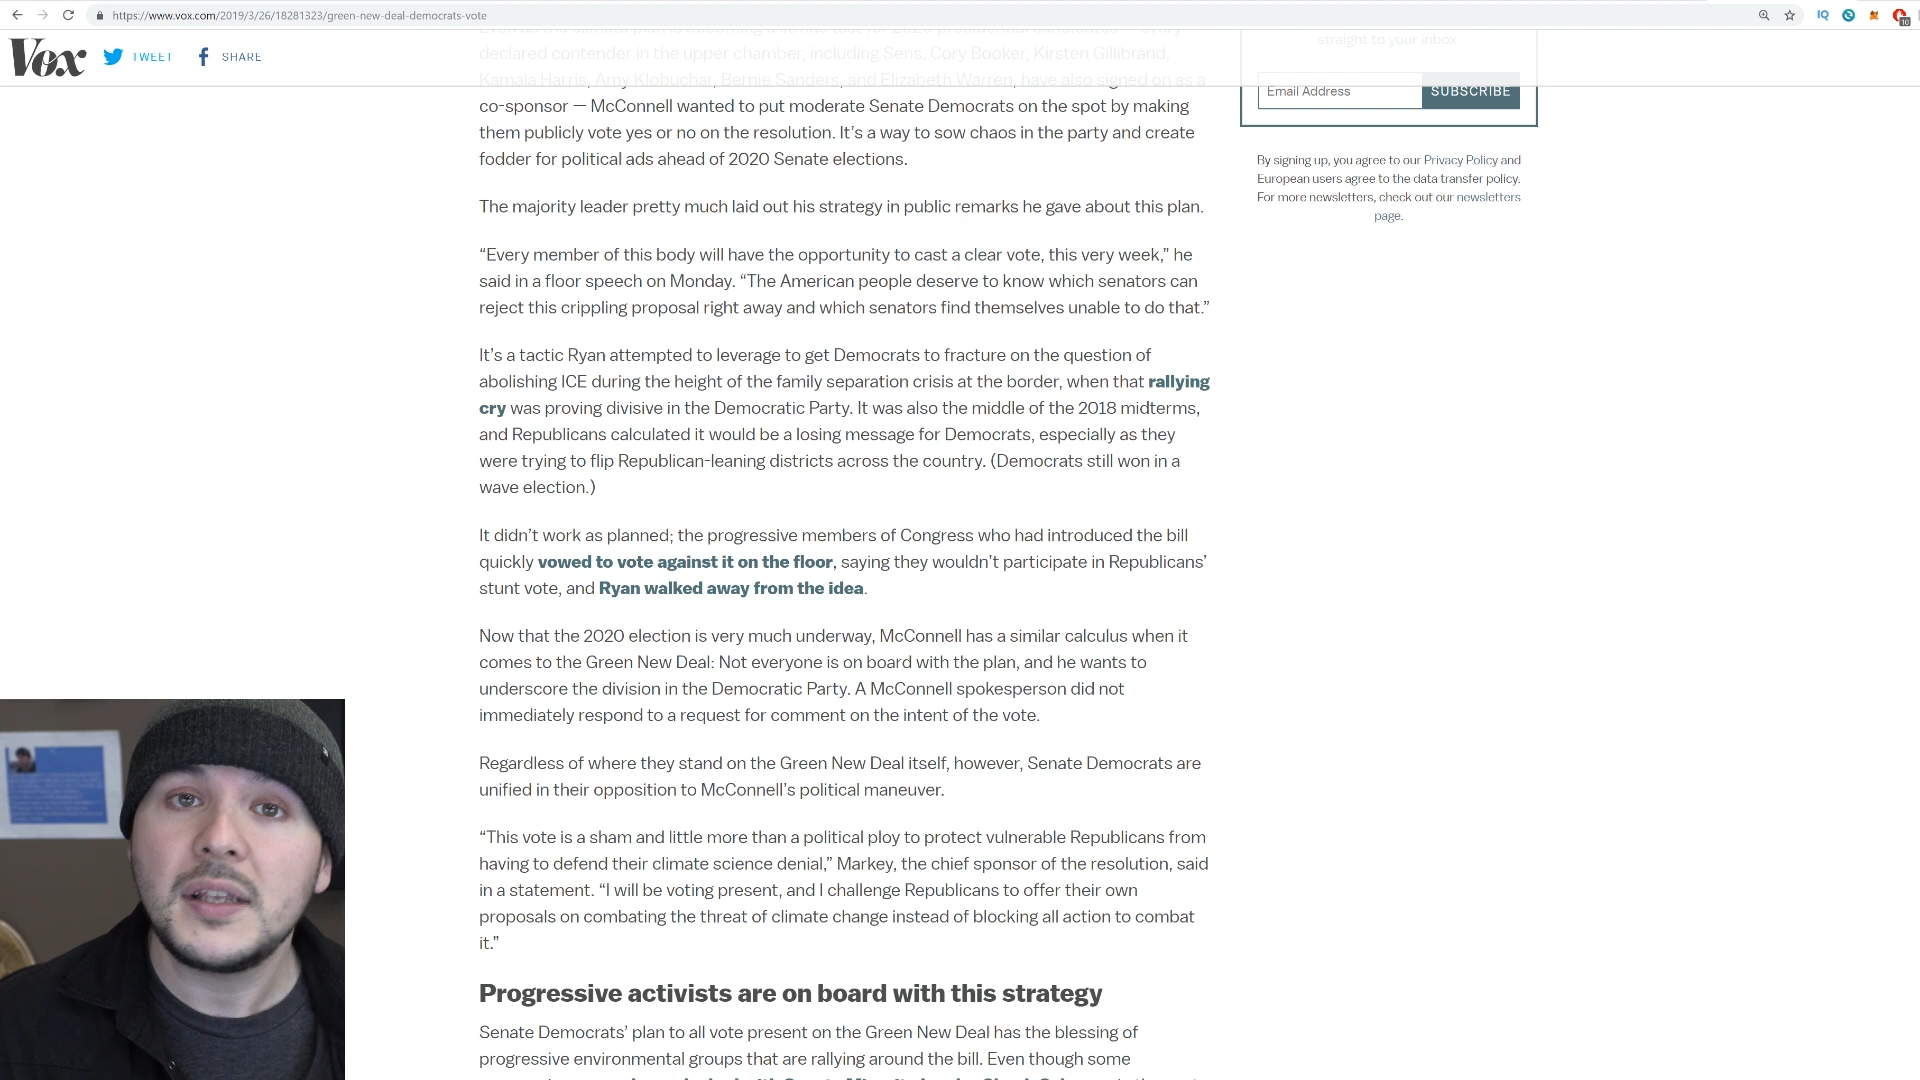 https://www.vox.com/2019/3/26/18281323/green-new-deal-democrats-vote
IQ
10
Vox
TWEET
SHARE
declared contender in the upper chamber, including Sens. Cory Booker, Kirsten Gillibrand,
Kamala Harris, Amy Klobuchar, Bernie Sanders, and Elizabeth Warren, have also signed on as a
co-sponsor — McConnell wanted to put moderate Senate Democrats on the spot by making
them publicly vote yes or no on the resolution. It’s a way to sow chaos in the party and create
fodder for political ads ahead of 2020 Senate elections.
The majority leader pretty much laid out his strategy in public remarks he gave about this plan.
“Every member of this body will have the opportunity to cast a clear vote, this very week,” he
said in a floor speech on Monday. “The American people deserve to know which senators can
reject this crippling proposal right away and which senators find themselves unable to do that.”
It’s a tactic Ryan attempted to leverage to get Democrats to fracture on the question of
abolishing ICE during the height of the family separation crisis at the border, when that rallying
cry was proving divisive in the Democratic Party. It was also the middle of the 2018 midterms,
and Republicans calculated it would be a losing message for Democrats, especially as they
were trying to flip Republican-leaning districts across the country. (Democrats still won in a
wave election.)
It didn’t work as planned; the progressive members of Congress who had introduced the bill
quickly vowed to vote against it on the floor, saying they wouldn’t participate in Republicans’
stunt vote, and Ryan walked away from the idea.
Now that the 2020 election is very much underway, McConnell has a similar calculus when it
comes to the Green New Deal: Not everyone is on board with the plan, and he wants to
underscore the division in the Democratic Party. A McConnell spokesperson did not
immediately respond to a request for comment on the intent of the vote.
Regardless of where they stand on the Green New Deal itself, however, Senate Democrats are
unified in their opposition to McConnell’s political maneuver.
“This vote is a sham and little more than a political ploy to protect vulnerable Republicans from
having to defend their climate science denial,” Markey, the chief sponsor of the resolution, said
in a statement. “I will be voting present, and I challenge Republicans to offer their own
proposals on combating the threat of climate change instead of blocking all action to combat
it.”
Progressive activists are on board with this strategy
Senate Democrats’ plan to all vote present on the Green New Deal has the blessing of
progressive environmental groups that are rallying around the bill. Even though some
straight to your inbox.
Email Address
SUBSCRIBE
By signing up, you agree to our Privacy Policy and
European users agree to the data transfer policy.
For more newsletters, check out our newsletters
page.